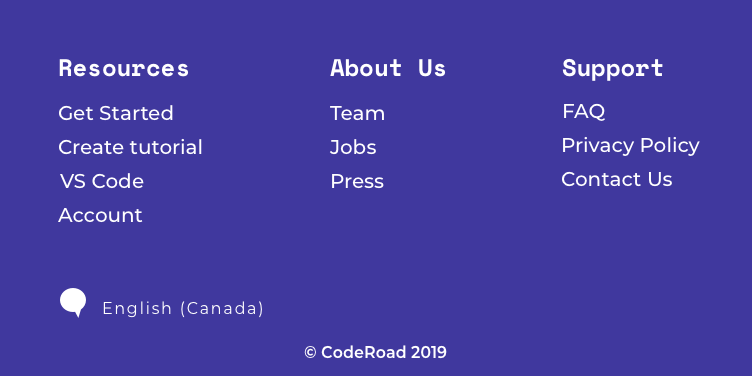 Resources
Get Started
Create tutorial
VS Code
Account
About Us
Team
Jobs
Press
Support
FAQ
Privacy Policy
Contact Us
English (Canada)
© CodeRoad 2019